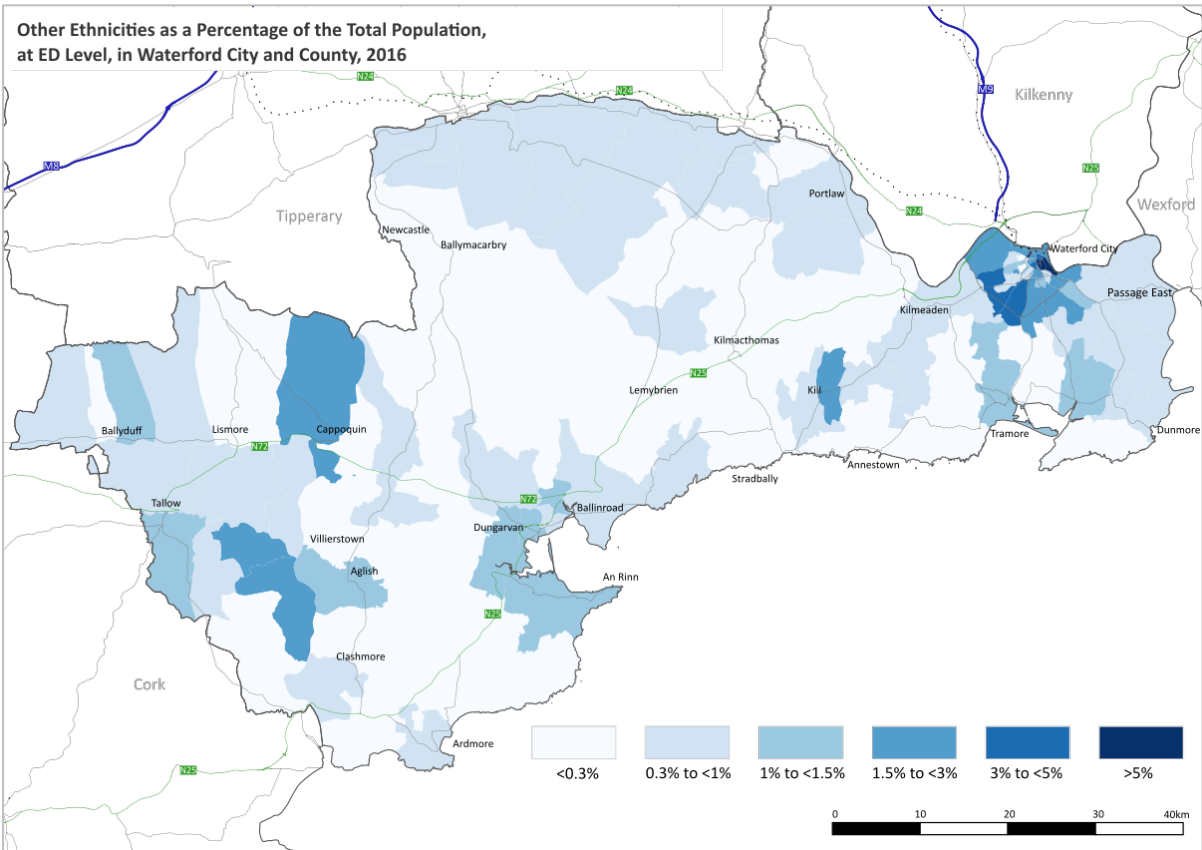 Other Ethnicities as a Percentage of the Total Population,
at ED Level, in Waterford City and County, 2016
N24
N24
M9
Kilkenny
M8
N25
Tipperary
Portlaw
Wexford
N24
Newcastle
Ballymacarbry
Waterford City
Passage East
Kilmeaden
Kilmacthomas
N25
Lemybrien
Kill
Ballyduff
Lismore
Cappoquin
N72
Tramore
Dunmore
Annestown
Stradbally
Tallow
N72
Ballinroad
Dungarvan
Villierstown
Aglish
An Rinn
N25
Clashmore
Cork
Ardmore
N25
<0.3%
0.3% to <1%
1% to <1.5%
1.5% to <3%
3% to <5%
>5%
0 10 20 30 40km